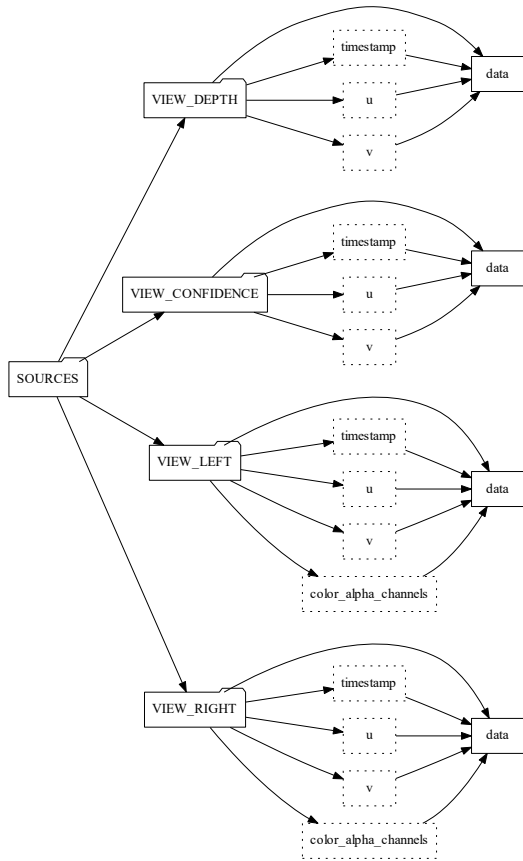 timestamp
data
VIEW_DEPTH
u
v
timestamp
data
VIEW_CONFIDENCE
u
v
SOURCES
timestamp
VIEW_LEFT
u
data
v
color_alpha_channels
timestamp
VIEW_RIGHT
u
data
v
color_alpha_channels